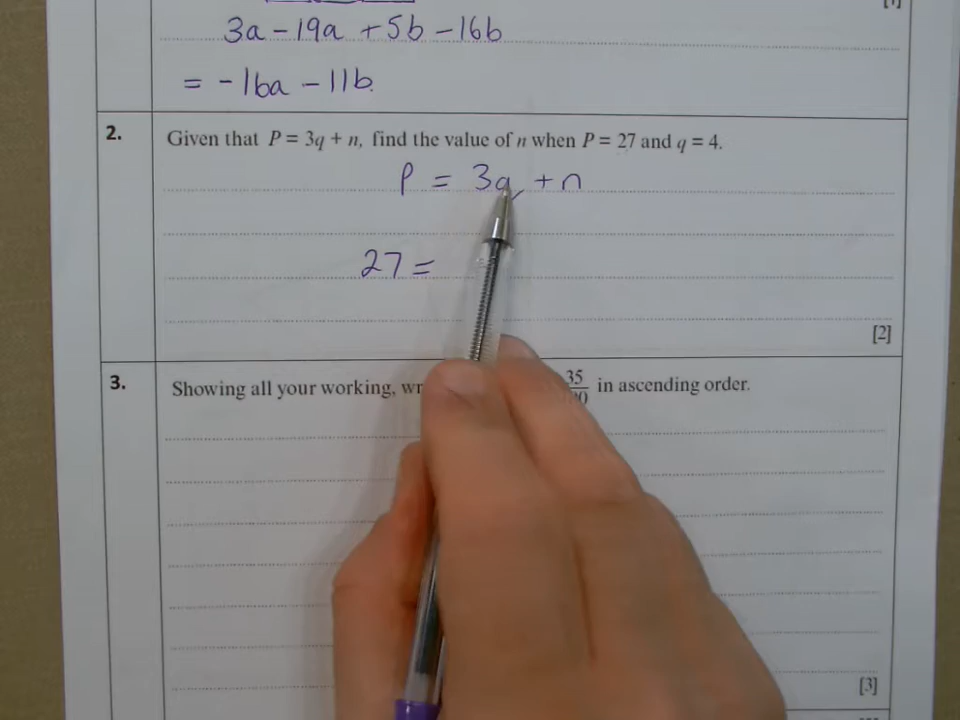 3a - 19a + 5b - 16b
= -16a - 11b.
2. Given that P = 3q + n, find the value of n when P = 27 and q = 4.
P = 3q + n
27 =
[2]
3. Showing all your working, 35 in ascending order.
[3]